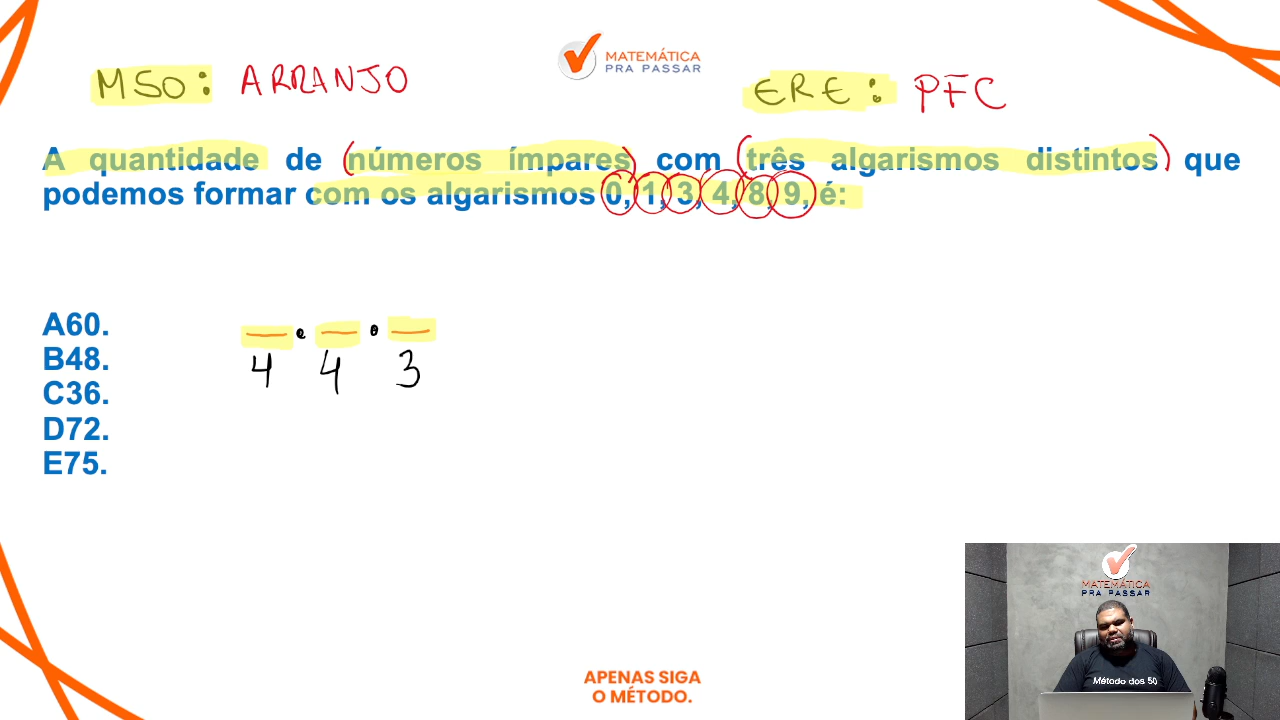 MATEMÁTICA
PRA PASSAR
MSO: ARRANJO
ERE: PFC
A quantidade de (números ímpares) com (três algarismos distintos) que
podemos formar com os algarismos 0, 1, 3, 4, 8, 9, é:
A60.
B48.
C36.
D72.
E75.
4 4 3
MATEMÁTICA
PRA PASSAR
Método dos 50
APENAS SIGA
O MÉTODO.